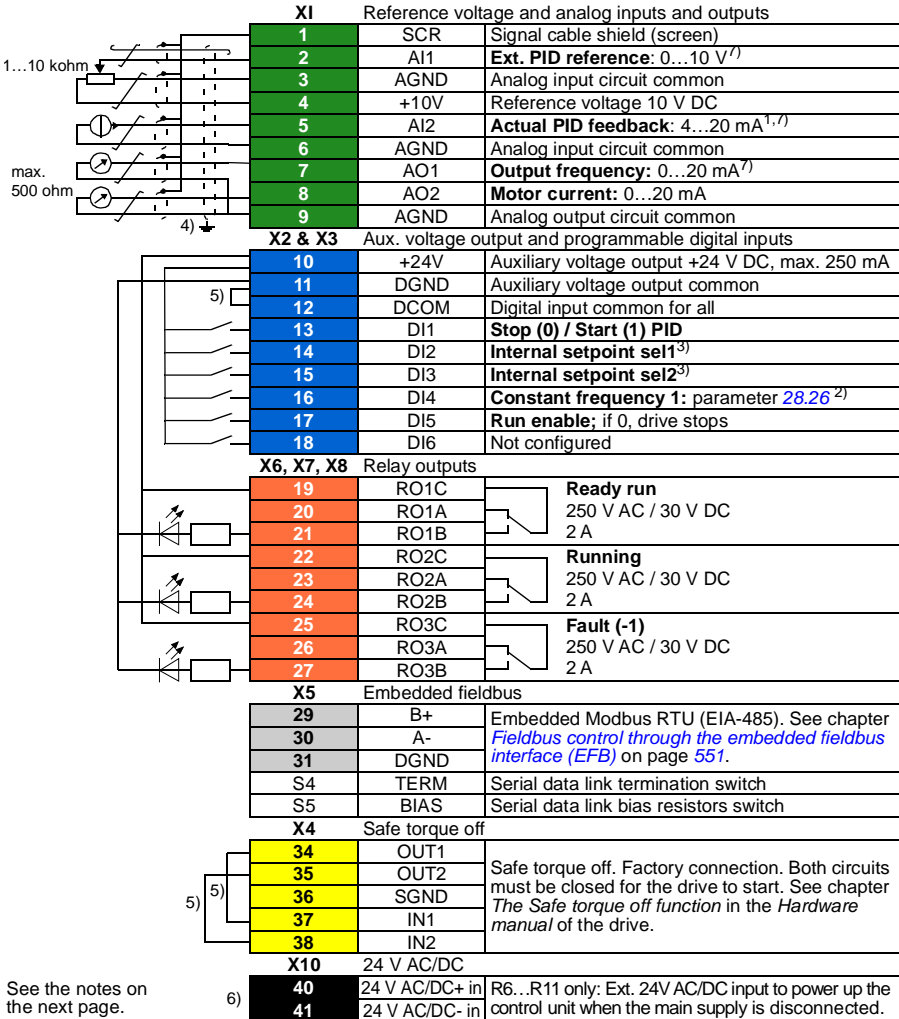 XI Reference voltage and analog inputs and outputs
1 SCR Signal cable shield (screen)
2 AI1 Ext. PID reference: 0…10 V7)
1…10 kohm
3 AGND Analog input circuit common
4 +10V Reference voltage 10 V DC
5 AI2 Actual PID feedback: 4…20 mA1,7)
6 AGND Analog input circuit common
max.
500 ohm
7 AO1 Output frequency: 0…20 mA7)
8 AO2 Motor current: 0…20 mA
9 AGND Analog output circuit common
4)
X2 & X3 Aux. voltage output and programmable digital inputs
10 +24V Auxiliary voltage output +24 V DC, max. 250 mA
11 DGND Auxiliary voltage output common
5)
12 DCOM Digital input common for all
13 DI1 Stop (0) / Start (1) PID
14 DI2 Internal setpoint sel13)
15 DI3 Internal setpoint sel23)
16 DI4 Constant frequency 1: parameter 28.26 2)
17 DI5 Run enable; if 0, drive stops
18 DI6 Not configured
X6, X7, X8 Relay outputs
19 RO1C Ready run
20 RO1A 250 V AC / 30 V DC
21 RO1B 2 A
22 RO2C Running
23 RO2A 250 V AC / 30 V DC
24 RO2B 2 A
25 RO3C Fault (-1)
26 RO3A 250 V AC / 30 V DC
27 RO3B 2 A
X5 Embedded fieldbus
29 B+
30 A-
31 DGND
Embedded Modbus RTU (EIA-485). See chapter
Fieldbus control through the embedded fieldbus
interface (EFB) on page 551.
S4 TERM Serial data link termination switch
S5 BIAS Serial data link bias resistors switch
X4 Safe torque off
34 OUT1
35 OUT2
36 SGND
37 IN1
38 IN2
5)
5)
Safe torque off. Factory connection. Both circuits
must be closed for the drive to start. See chapter
The Safe torque off function in the Hardware
manual of the drive.
X10 24 V AC/DC
40 24 V AC/DC+ in
41 24 V AC/DC- in
R6…R11 only: Ext. 24V AC/DC input to power up the
control unit when the main supply is disconnected.
6)
See the notes on
the next page.